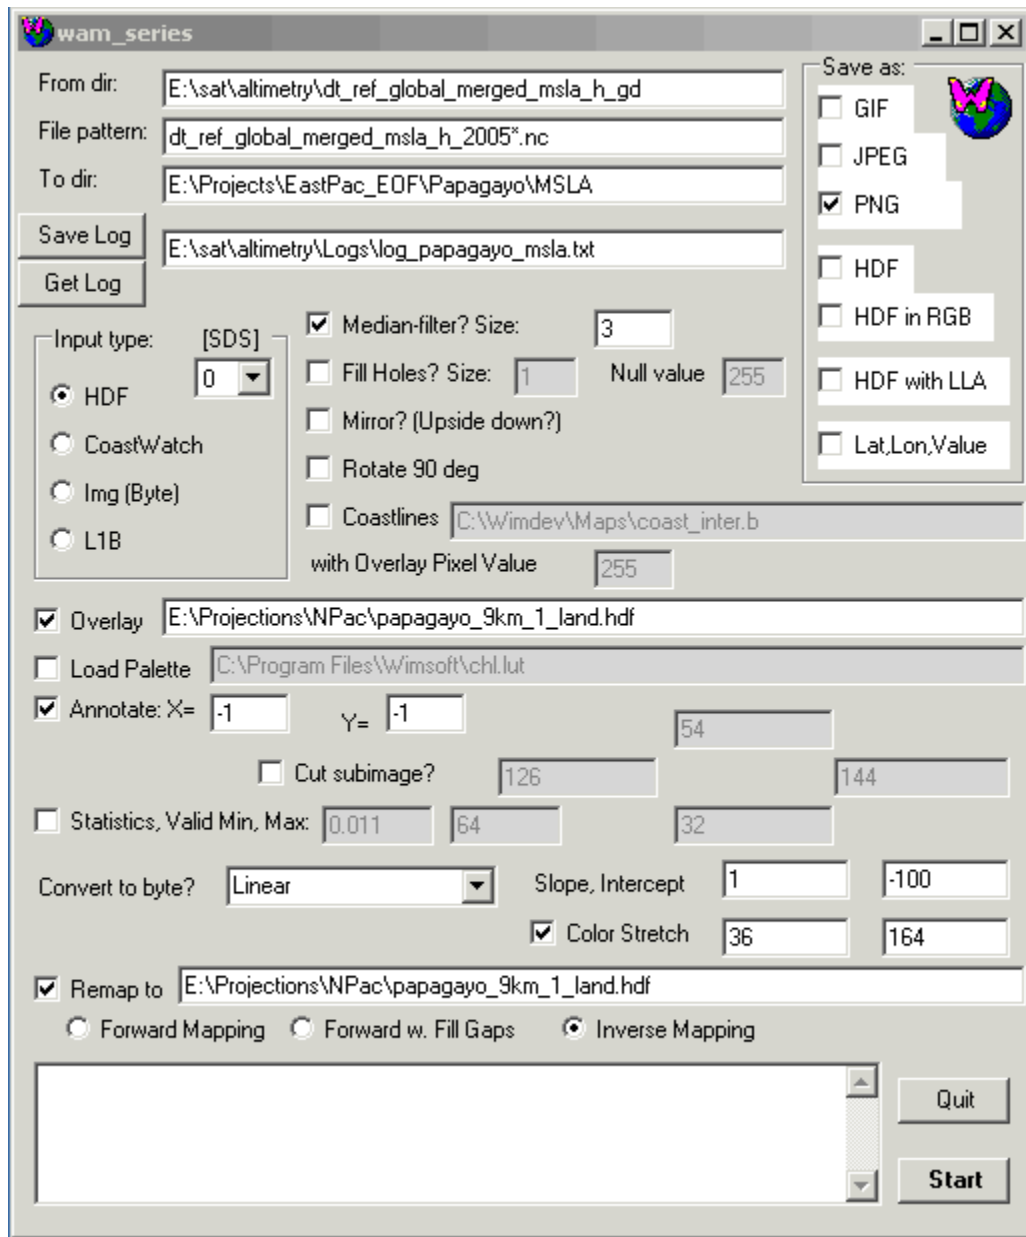 wam_series
From dir: E:\sat\altimetry\dt_ref_global_merged_msla_h_gd
File pattern: dt_ref_global_merged_msla_h_2005*.nc
To dir: E:\Projects\EastPac_EOF\Papagayo\MSLA
Save Log E:\sat\altimetry\Logs\log_papagayo_msla.txt
Get Log
Save as:
GIF
JPEG
PNG
HDF
HDF in RGB
HDF with LLA
Lat,Lon,Value
Input type: [SDS]
0
HDF
CoastWatch
Img (Byte)
L1B
Median-filter? Size: 3
Fill Holes? Size: 1 Null value 255
Mirror? (Upside down?)
Rotate 90 deg
Coastlines C:\Wimdev\Maps\coast_inter.b
with Overlay Pixel Value 255
Overlay E:\Projections\NPac\papagayo_9km_1_land.hdf
Load Palette C:\Program Files\Wimsoft\chl.lut
Annotate: X= -1 Y= -1 54
Cut subimage? 126 144
Statistics, Valid Min, Max: 0.011 64 32
Convert to byte? Linear Slope, Intercept 1 -100
Color Stretch 36 164
Remap to E:\Projections\NPac\papagayo_9km_1_land.hdf
Forward Mapping Forward w. Fill Gaps Inverse Mapping
Quit
Start